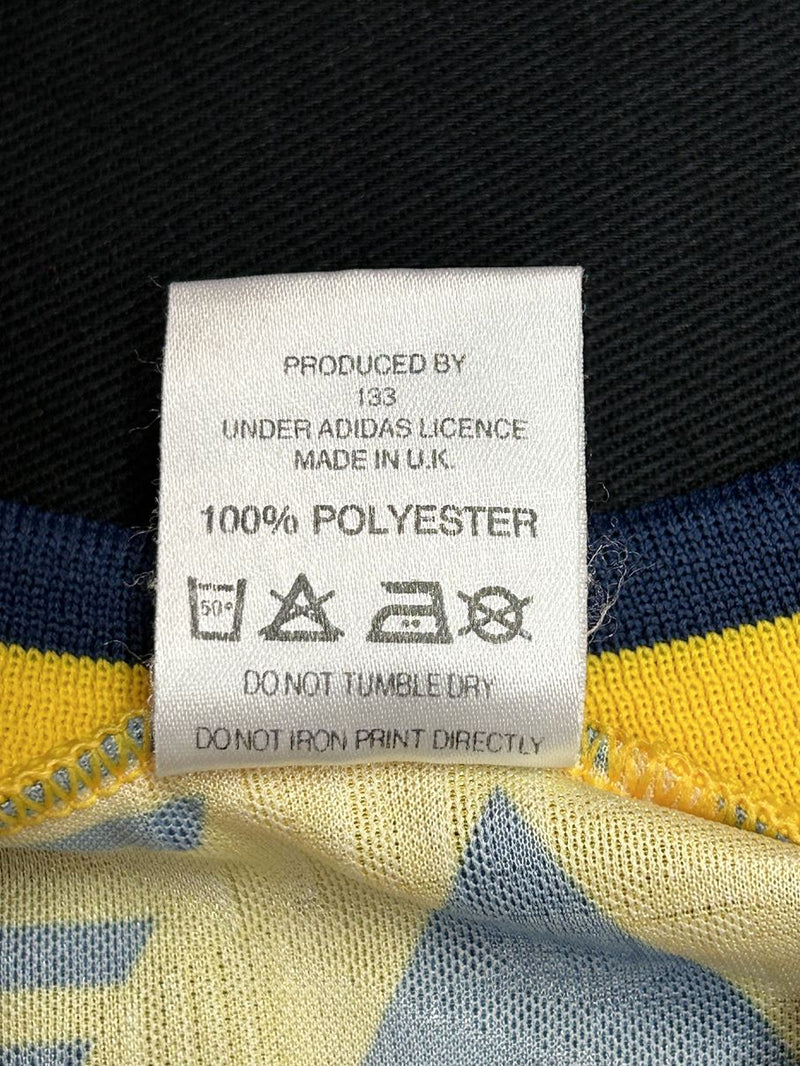 PRODUCED BY
133
UNDER ADIDAS LICENCE
MADE IN U.K.
100% POLYESTER
50°
DO NOT TUMBLE DRY
DO NOT IRON PRINT DIRECTLY